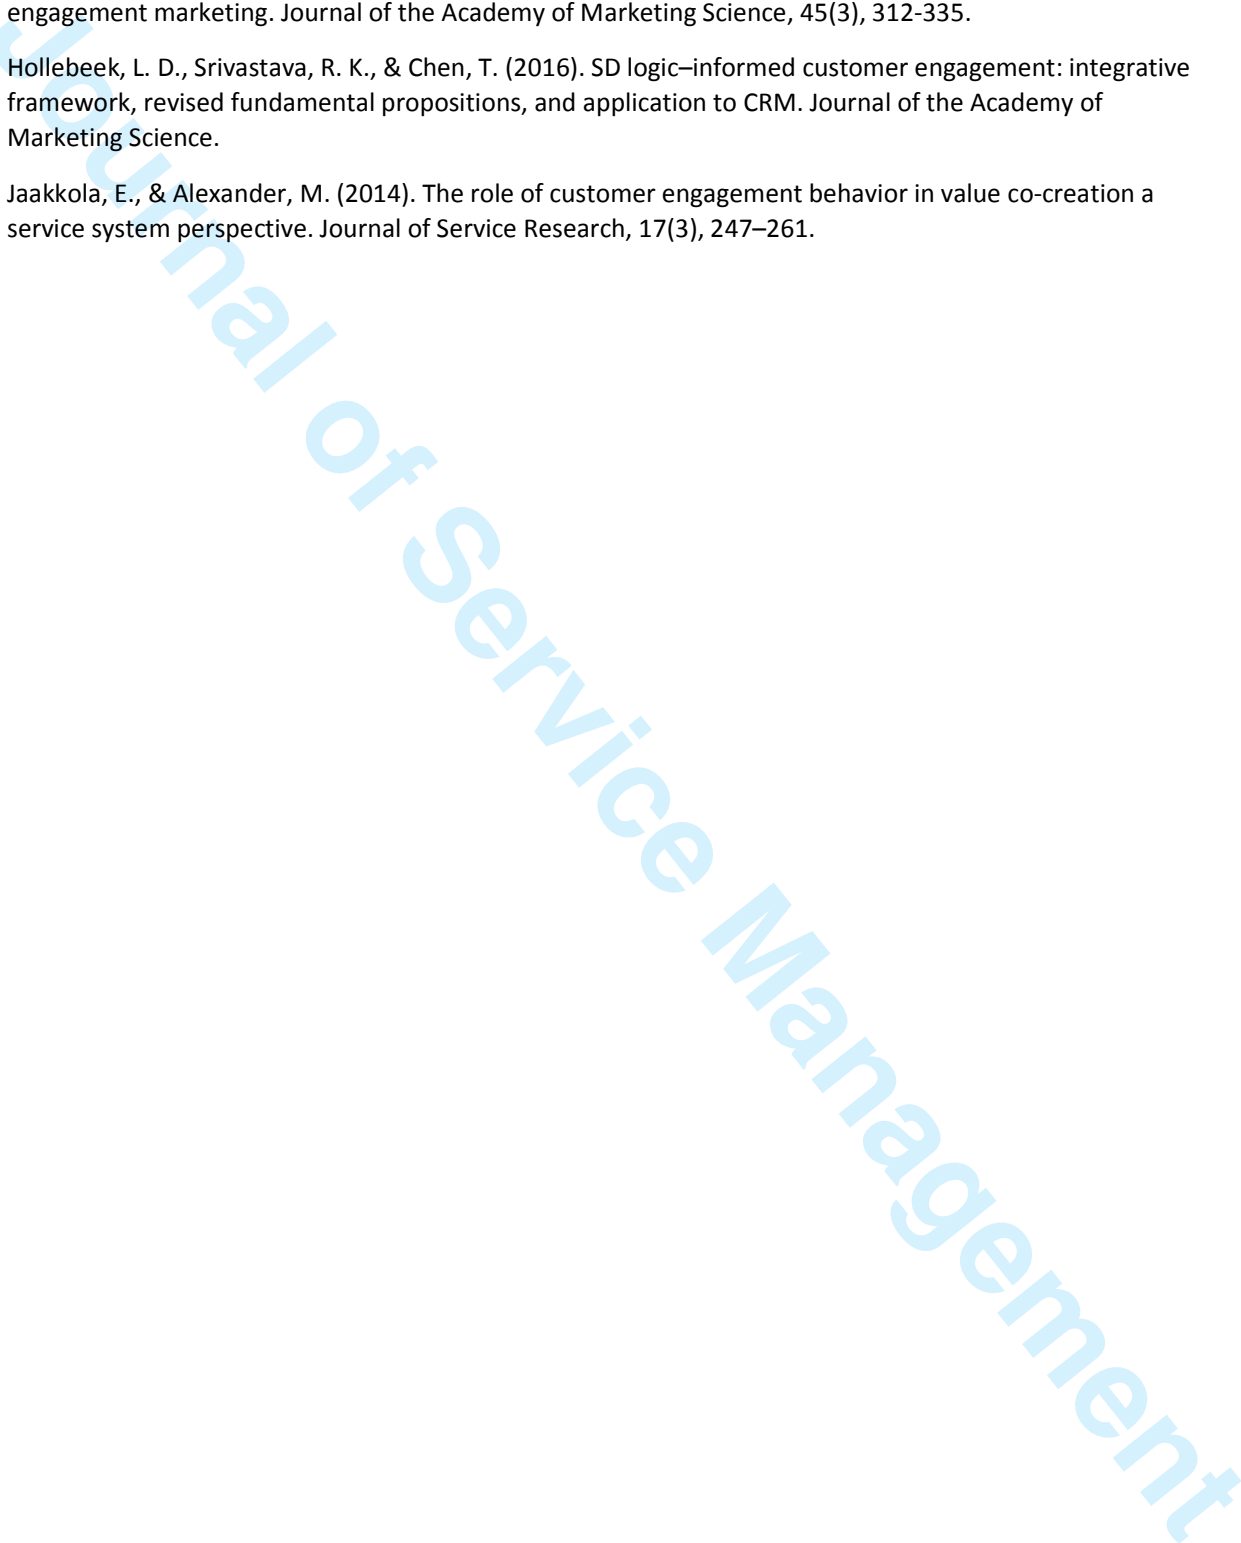 engagement marketing. Journal of the Academy of Marketing Science, 45(3), 312-335.
Hollebeek, L. D., Srivastava, R. K., & Chen, T. (2016). SD logic–informed customer engagement: integrative
framework, revised fundamental propositions, and application to CRM. Journal of the Academy of
Marketing Science.
Jaakkola, E., & Alexander, M. (2014). The role of customer engagement behavior in value co-creation a
service system perspective. Journal of Service Research, 17(3), 247–261.
Journal of Service Management